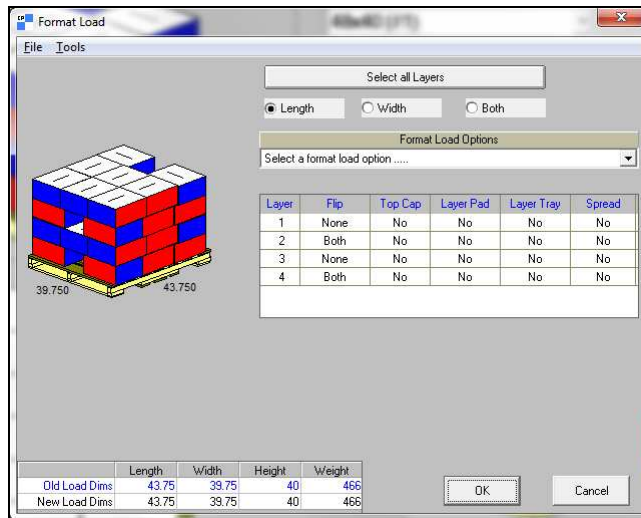 48x40 (FT)
CP Format Load
File Tools
Select all Layers
Length Width Both
Format Load Options
Select a format load option .....
Layer Flip Top Cap Layer Pad Layer Tray Spread
1 None No No No No
2 Both No No No No
3 None No No No No
4 Both No No No No
39.750 43.750
Length Width Height Weight
Old Load Dims 43.75 39.75 40 466
New Load Dims 43.75 39.75 40 466
OK Cancel